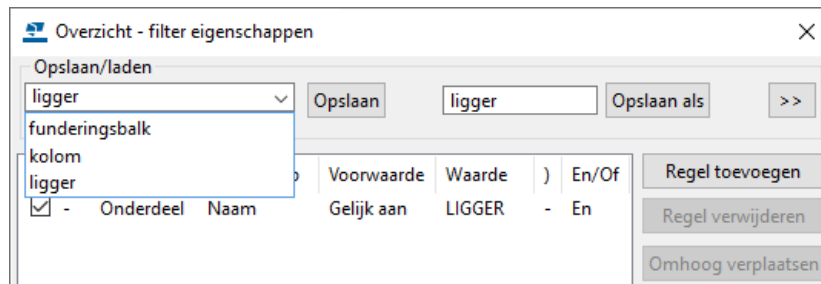 Overzicht - filter eigenschappen
Opslaan/laden
ligger Opslaan ligger Opslaan als >>
funderingsbalk
kolom
ligger
Voorwaarde Waarde ) En/Of Regel toevoegen
- Onderdeel Naam Gelijk aan LIGGER - En Regel verwijderen
Omhoog verplaatsen